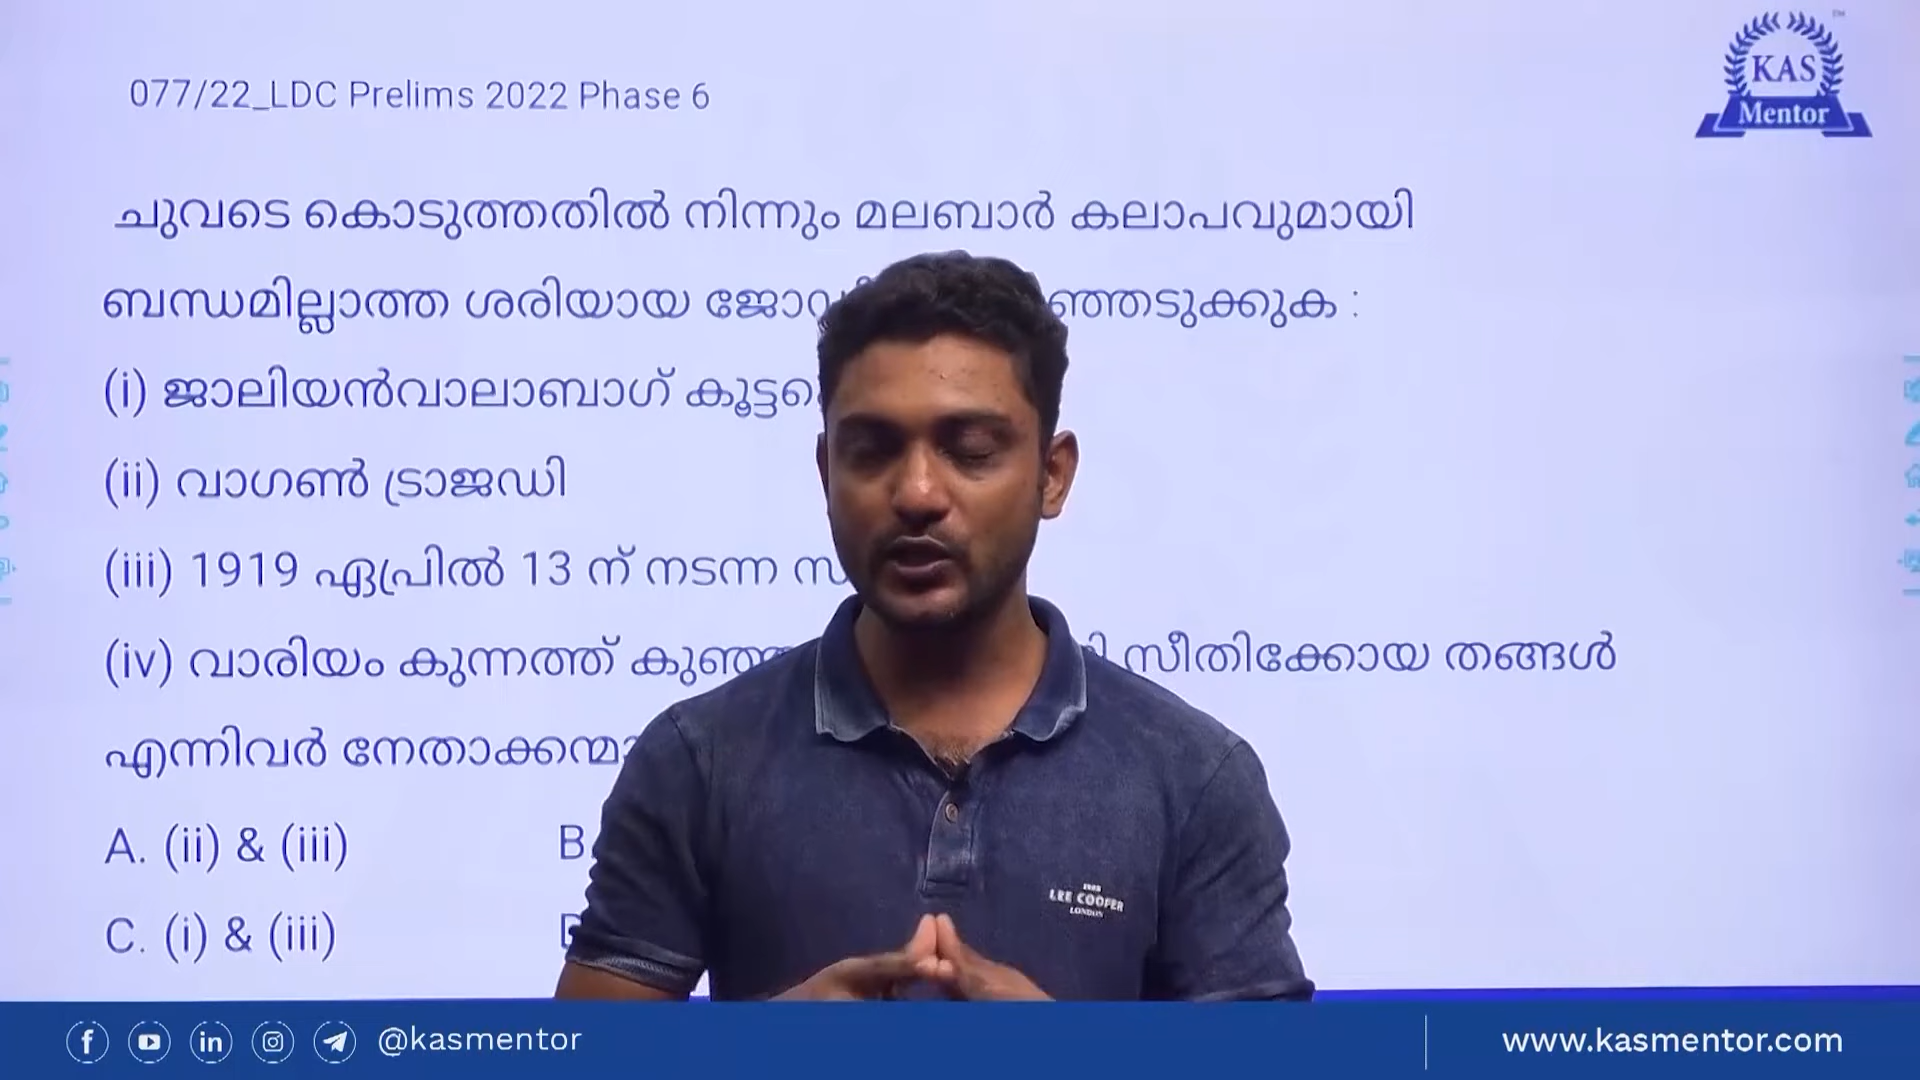 077/22_LDC Prelims 2022 Phase 6
TM
KAS
Mentor
ചുവടെ കൊടുത്തതിൽ നിന്നും മലബാർ കലാപവുമായി
ബന്ധമില്ലാത്ത ശരിയായ
(i) ജാലിയൻവാലാബാഗ്
(ii) വാഗൺ ട്രാജഡി
(iii) 1919 ഏപ്രിൽ 13 ന് നടന്ന
(iv) വാരിയം കുന്നത്ത് സീതിക്കോയ തങ്ങൾ
എന്നിവർ
A. (ii) & (iii) B.
C. (i) & (iii)
LEE COOPER
LONDON
@kasmentor
www.kasmentor.com